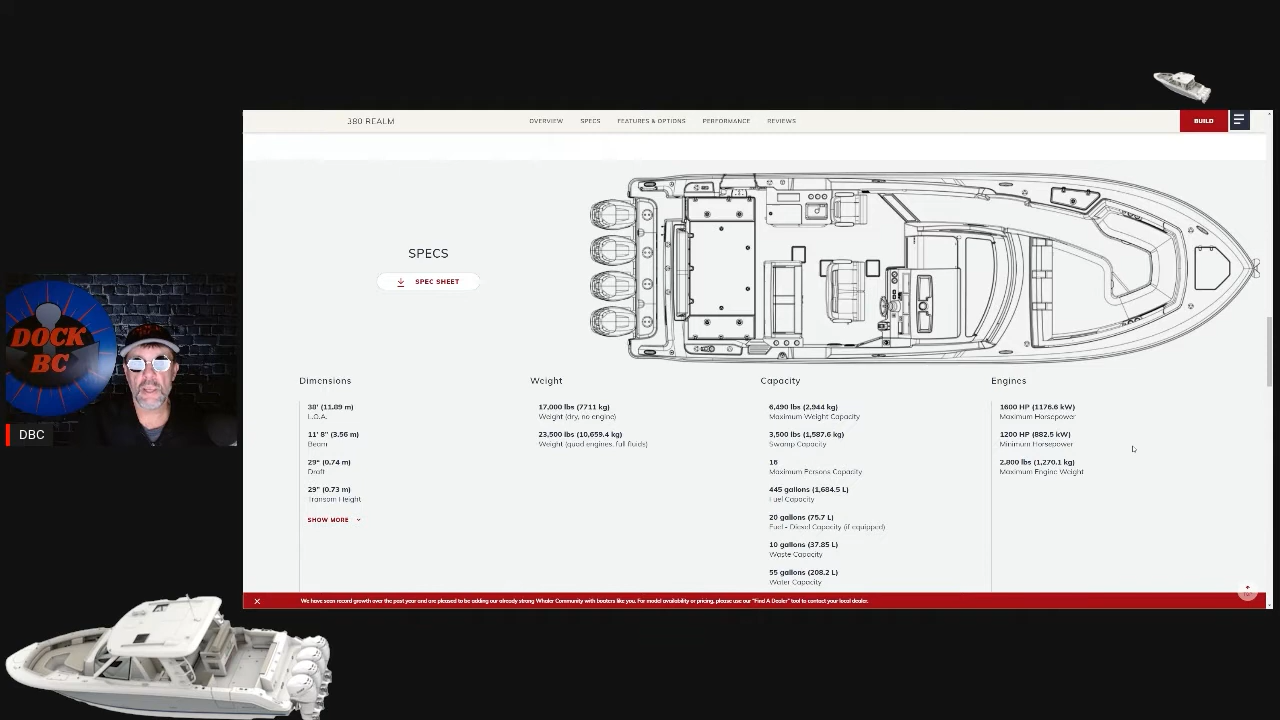 380 REALM
OVERVIEW
SPECS
FEATURES & OPTIONS
PERFORMANCE
REVIEWS
BUILD
SPECS
SPEC SHEET
Dimensions
38' (11.89 m)
L.O.A.
11' 8" (3.56 m)
Beam
29" (0.74 m)
Draft
29" (0.73 m)
Transom Height
SHOW MORE
Weight
17,000 lbs (7711 kg)
Weight (dry, no engine)
23,500 lbs (10,659.4 kg)
Weight (quad engines, full fluids)
Capacity
6,490 lbs (2,944 kg)
Maximum Weight Capacity
3,500 lbs (1,587.6 kg)
Swamp Capacity
16
Maximum Persons Capacity
445 gallons (1,684.5 L)
Fuel Capacity
20 gallons (75.7 L)
Fuel - Diesel Capacity (if equipped)
10 gallons (37.85 L)
Waste Capacity
55 gallons (208.2 L)
Water Capacity
Engines
1600 HP (1176.6 kW)
Maximum Horsepower
1200 HP (882.5 kW)
Minimum Horsepower
2,800 lbs (1,270.1 kg)
Maximum Engine Weight
We have seen record growth over the past year and are pleased to be adding our already strong Whaler Community with boaters like you. For model availability or pricing, please use our "Find A Dealer" tool to contact your local dealer.
DOCK
BC
DBC